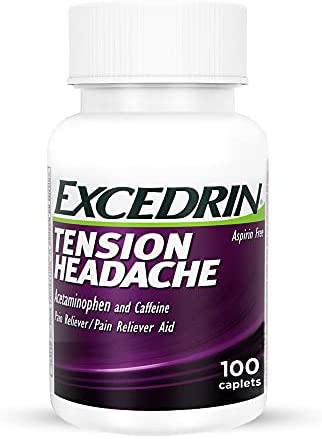 EXCEDRIN
Aspirin Free
TENSION
HEADACHE
Acetaminophen and Caffeine
Pain Reliever/Pain Reliever Aid
100
caplets